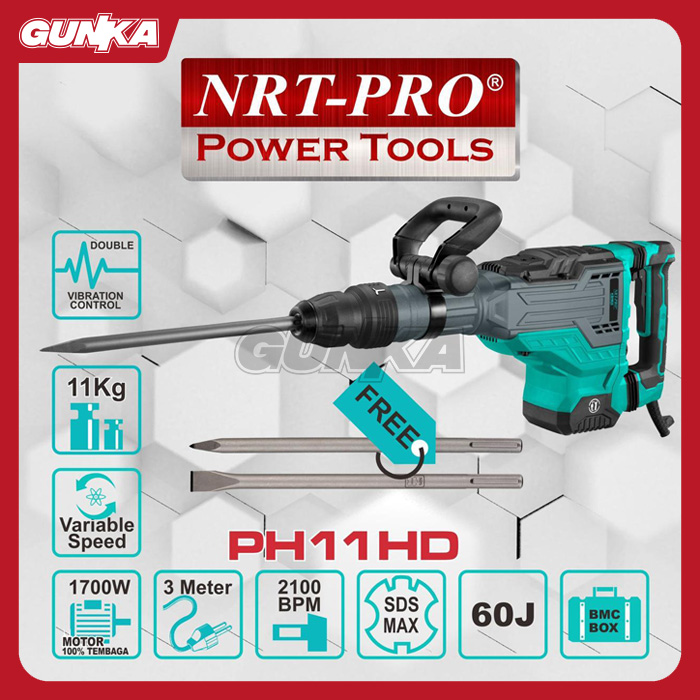 GUNKA
NRT-PRO®
POWER TOOLS
DOUBLE
VIBRATION
CONTROL
GUNKA
11Kg
FREE
Variable
Speed
PH11HD
1700W
MOTOR
100% TEMBAGA
3 Meter
2100
BPM
SDS
MAX
60J
BMC
BOX